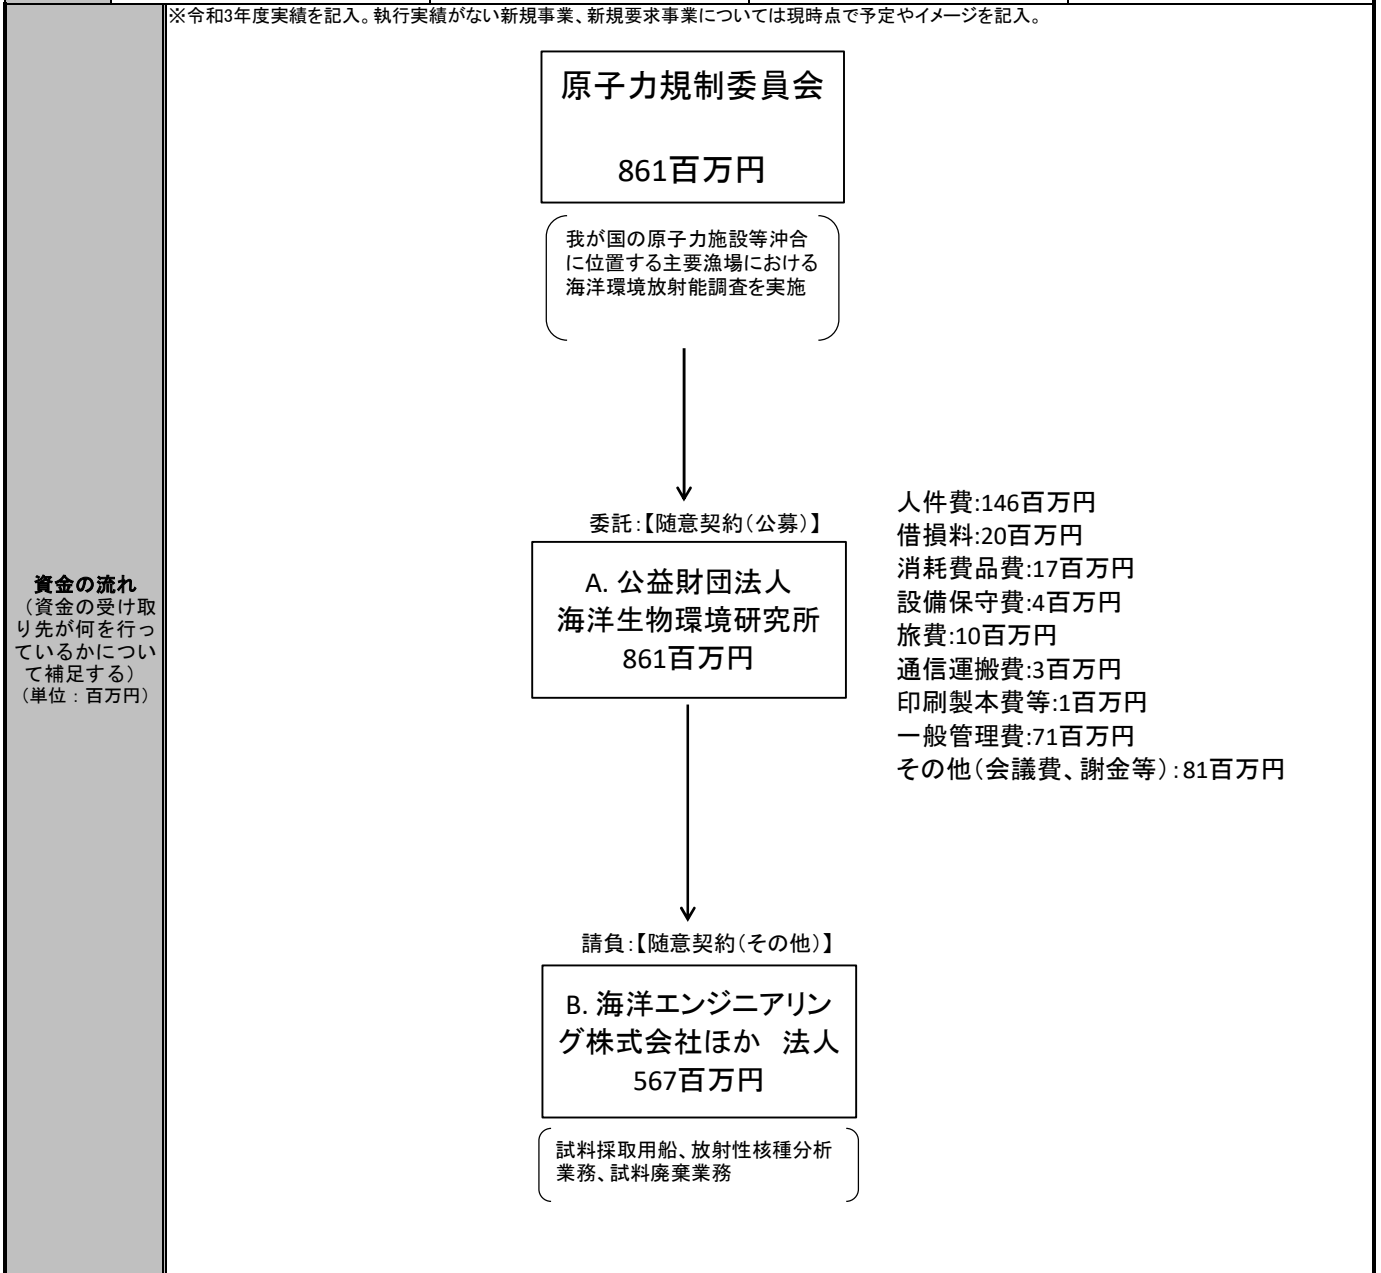 ※令和3年度実績を記入。執行実績がない新規事業、新規要求事業については現時点で予定やイメージを記入。
原子力規制委員会
861百万円
我が国の原子力施設等沖合
に位置する主要漁場における
海洋環境放射能調査を実施
委託:【随意契約(公募)】
A. 公益財団法人
海洋生物環境研究所
861百万円
人件費:146百万円
借損料:20百万円
消耗費品費:17百万円
設備保守費:4百万円
旅費:10百万円
通信運搬費:3百万円
印刷製本費等:1百万円
一般管理費:71百万円
その他(会議費、謝金等):81百万円
資金の流れ
(資金の受け取
り先が何を行っ
ているかについ
て補足する)
(単位:百万円)
請負:【随意契約(その他)】
B. 海洋エンジニアリン
グ株式会社ほか 法人
567百万円
試料採取用船、放射性核種分析
業務、試料廃棄業務